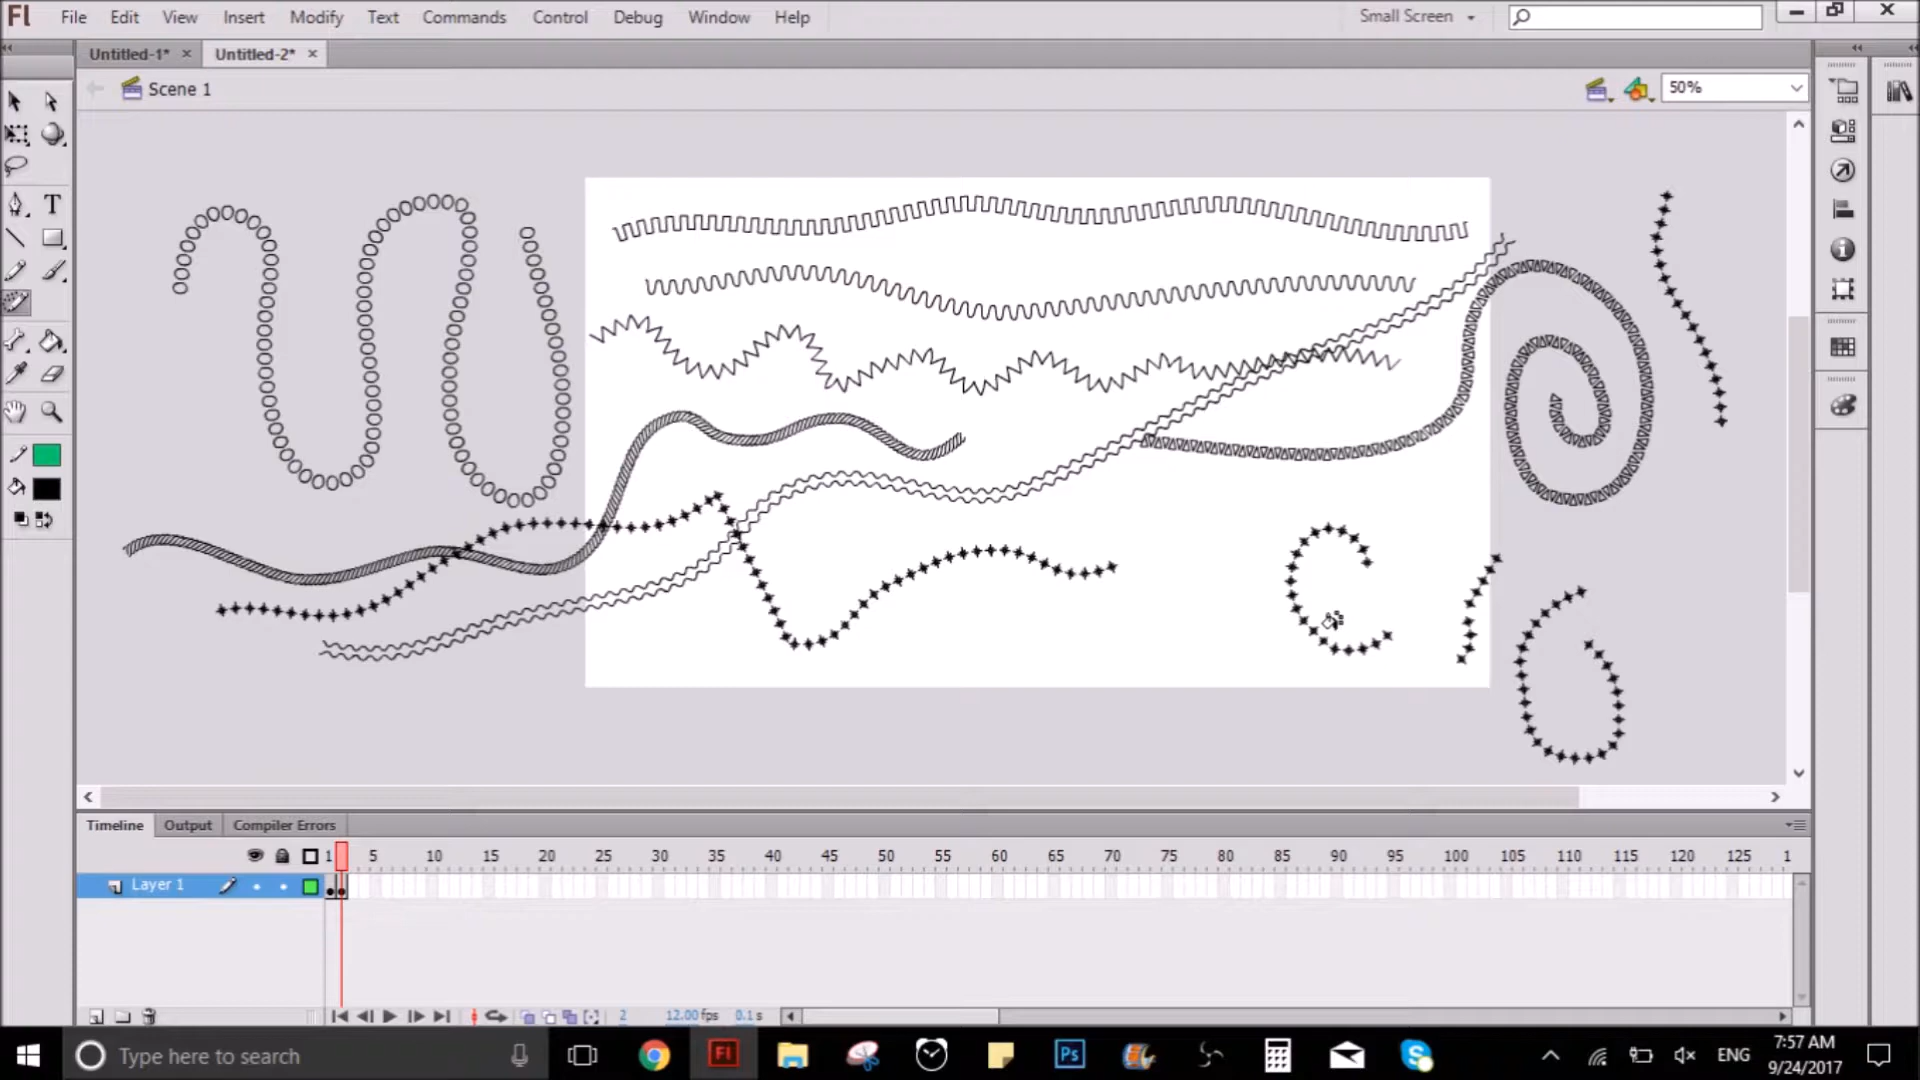 Fl File Edit View Insert Modify Text Commands Control Debug Window Help Small Screen
Untitled-1* × Untitled-2* ×
Scene 1 50%
T
Timeline Output Compiler Errors
1 5 10 15 20 25 30 35 40 45 50 55 60 65 70 75 80 85 90 95 100 105 110 115 120 125 1
Layer 1
2 12.00 fps 0.1 s
Type here to search Fl Ps ENG 7:57 AM
9/24/2017